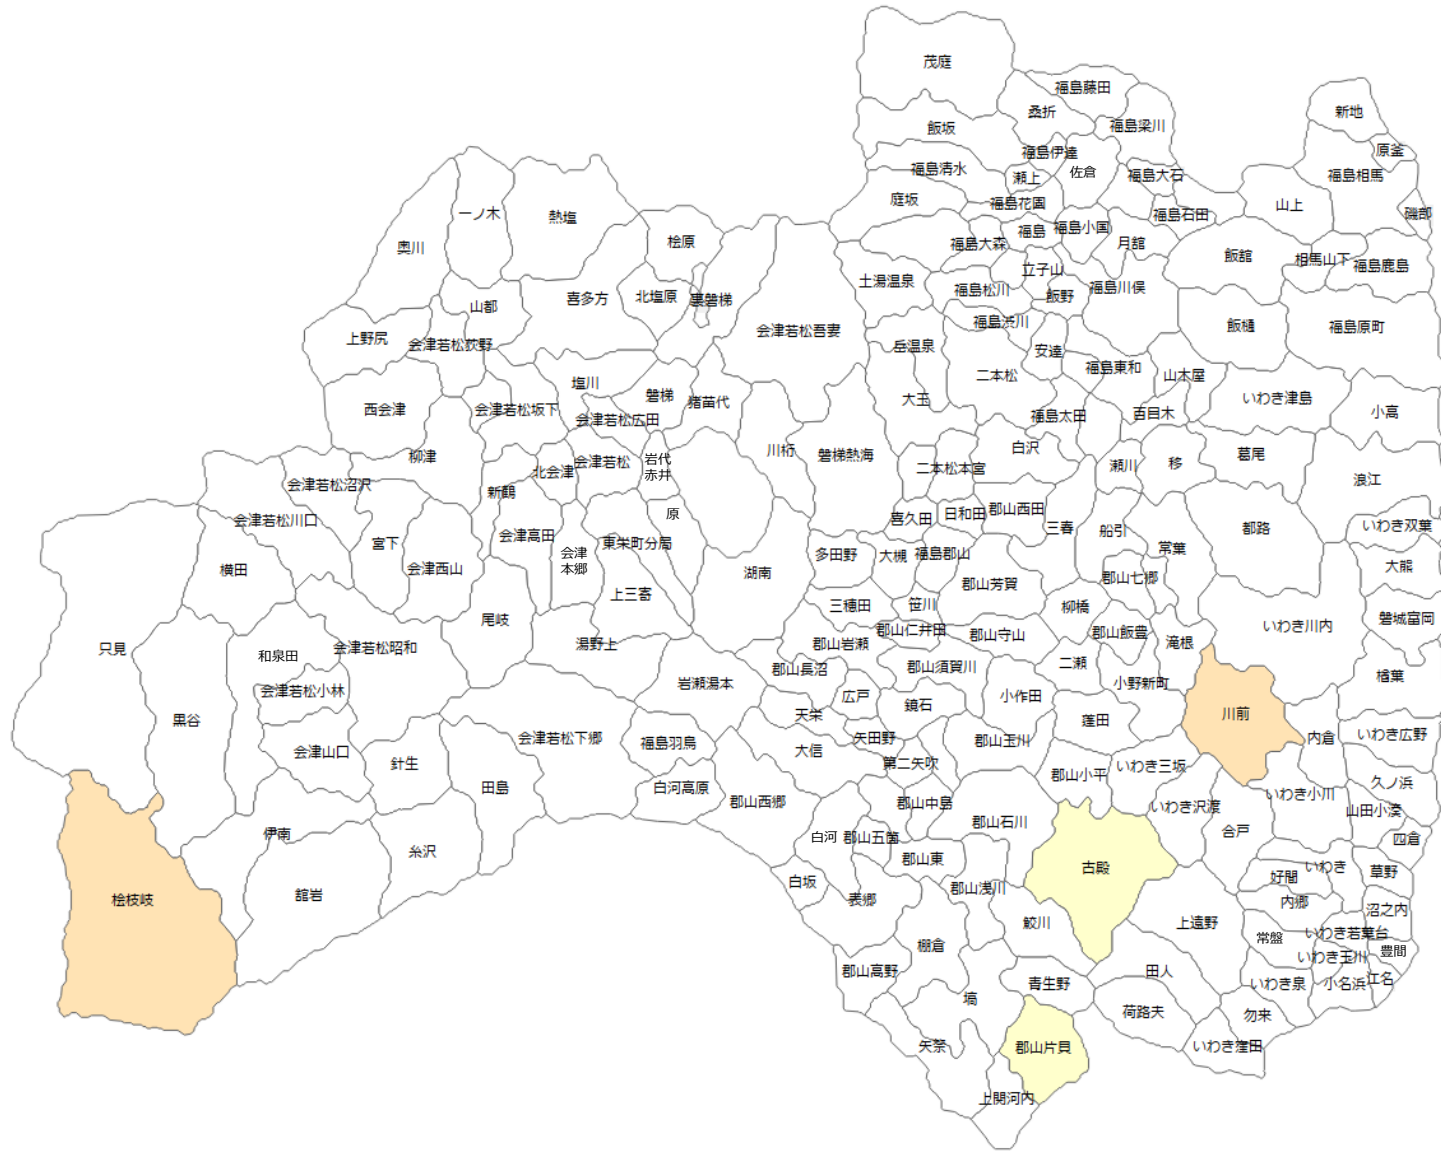 茂庭
福島藤田
桑折
新地
飯坂
福島梁川
福島伊達
原釜
福島清水
瀬上
佐倉
福島大石
福島相馬
庭坂
福島花園
福島石田
山上
磯部
一ノ木
熱塩
福島大森
福島
福島小国
月舘
奥川
桧原
飯舘
相馬山下
福島鹿島
土湯温泉
立子山
福島松川
飯野
福島川俣
山都
喜多方
北塩原
裏磐梯
会津若松吾妻
福島渋川
飯樋
福島原町
上野尻
会津若松荻野
岳温泉
安達
二本松
福島東和
山木屋
塩川
磐梯
猪苗代
大玉
西会津
会津若松坂下
会津若松広田
福島太田
百目木
いわき津島
小高
柳津
川桁
磐梯熱海
二本松本宮
白沢
瀬川
移
葛尾
浪江
会津若松沼沢
新鶴
北会津
会津若松
岩代
赤井
会津若松川口
原
喜久田
日和田
郡山西田
三春
船引
都路
いわき双葉
宮下
会津西山
会津高田
会津
本郷
東栄町分局
多田野
大槻
福島郡山
常葉
大熊
横田
湖南
郡山芳賀
郡山七郷
上三寄
三穂田
笹川
柳橋
磐城富岡
尾岐
郡山仁井田
郡山守山
郡山飯豊
滝根
いわき川内
只見
和泉田
会津若松昭和
湯野上
郡山岩瀬
郡山長沼
郡山須賀川
二瀬
楢葉
会津若松小林
岩瀬湯本
広戸
鏡石
小作田
小野新町
黒谷
天栄
蓬田
川前
会津山口
会津若松下郷
福島羽鳥
大信
矢田野
郡山玉川
内倉
いわき広野
針生
第二矢吹
郡山小平
いわき三坂
久ノ浜
田島
白河高原
郡山西郷
郡山中島
いわき沢渡
いわき小川
山田小湊
伊南
白河
郡山五箇
郡山石川
合戸
四倉
糸沢
郡山東
古殿
好間
いわき
草野
桧枝岐
舘岩
白坂
表郷
郡山浅川
内郷
沼之内
鮫川
上遠野
常盤
いわき若葉台
棚倉
いわき玉川
豊間
郡山高野
青生野
田人
いわき泉
小名浜
江名
塙
荷路夫
勿来
矢祭
郡山片貝
いわき窪田
上関河内